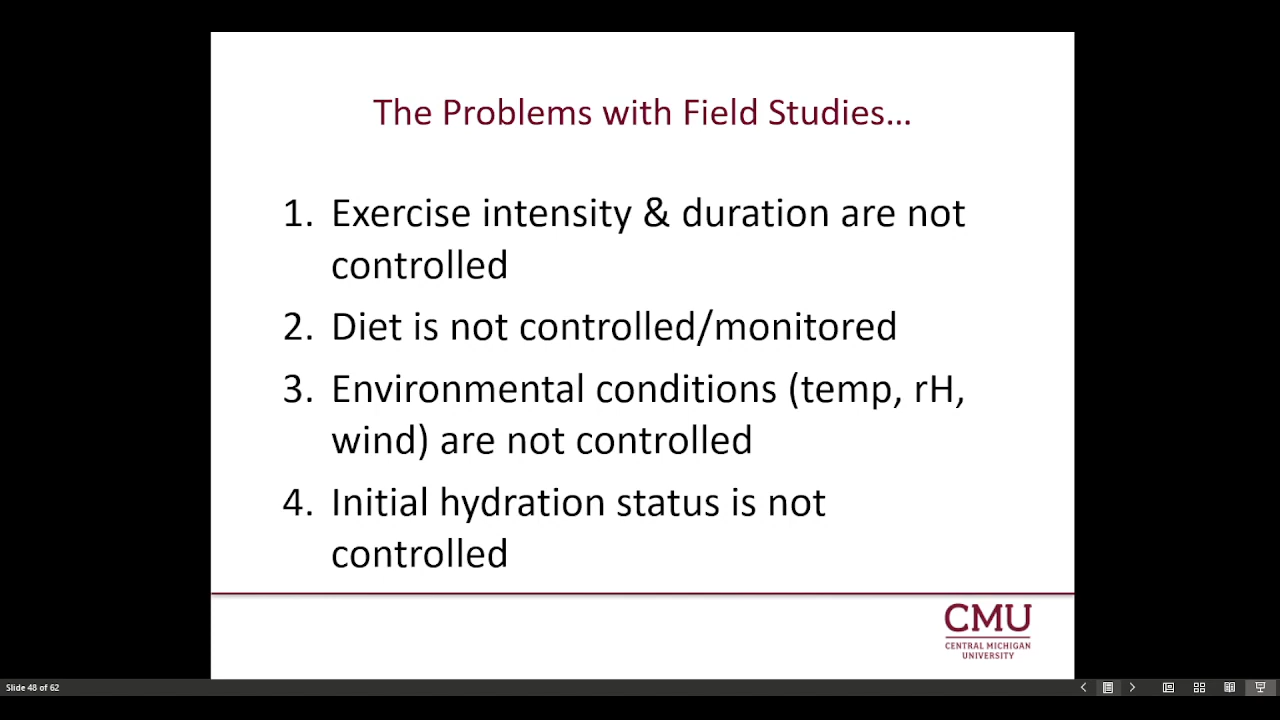 The Problems with Field Studies…
1. Exercise intensity & duration are not
controlled
2. Diet is not controlled/monitored
3. Environmental conditions (temp, rH,
wind) are not controlled
4. Initial hydration status is not
controlled
CMU
CENTRAL MICHIGAN
UNIVERSITY
Slide 48 of 62